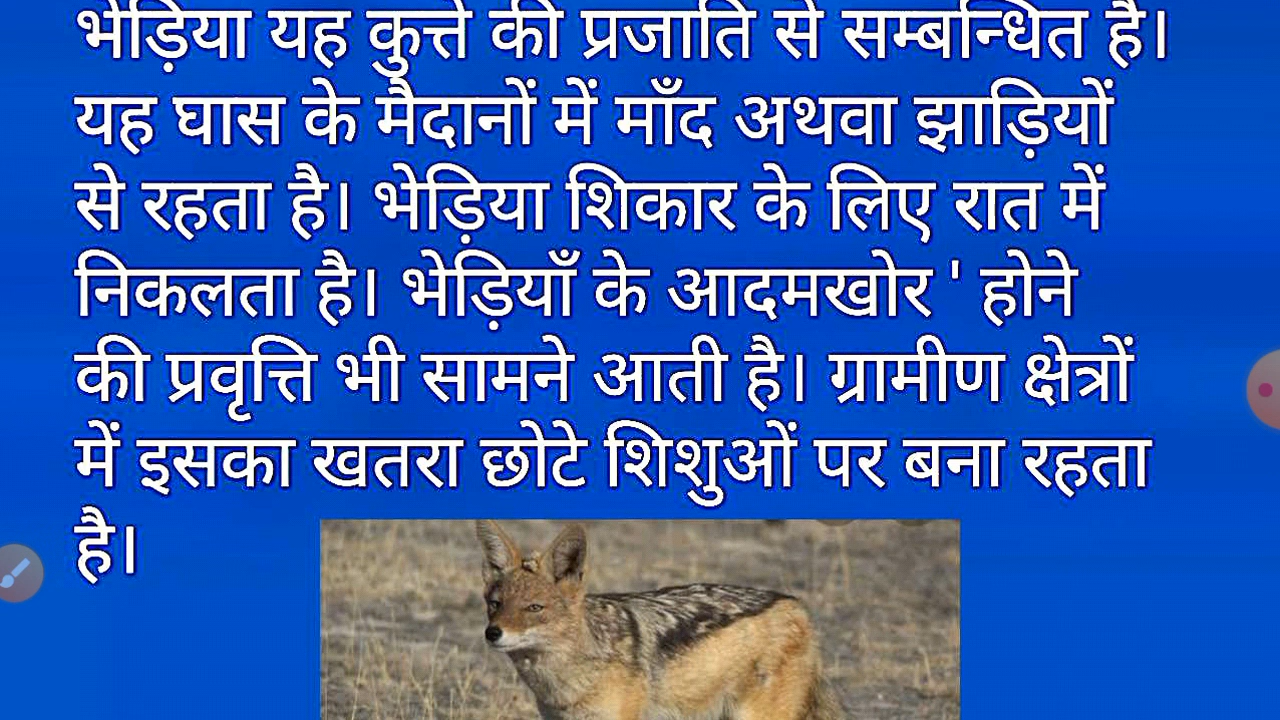 भेड़िया यह कुत्ते की प्रजाति से सम्बन्धित है।
यह घास के मैदानों में माँद अथवा झाड़ियों
से रहता है। भेड़िया शिकार के लिए रात में
निकलता है। भेड़ियाँ के आदमखोर ' होने
की प्रवृत्ति भी सामने आती है। ग्रामीण क्षेत्रों
में इसका खतरा छोटे शिशुओं पर बना रहता
है।